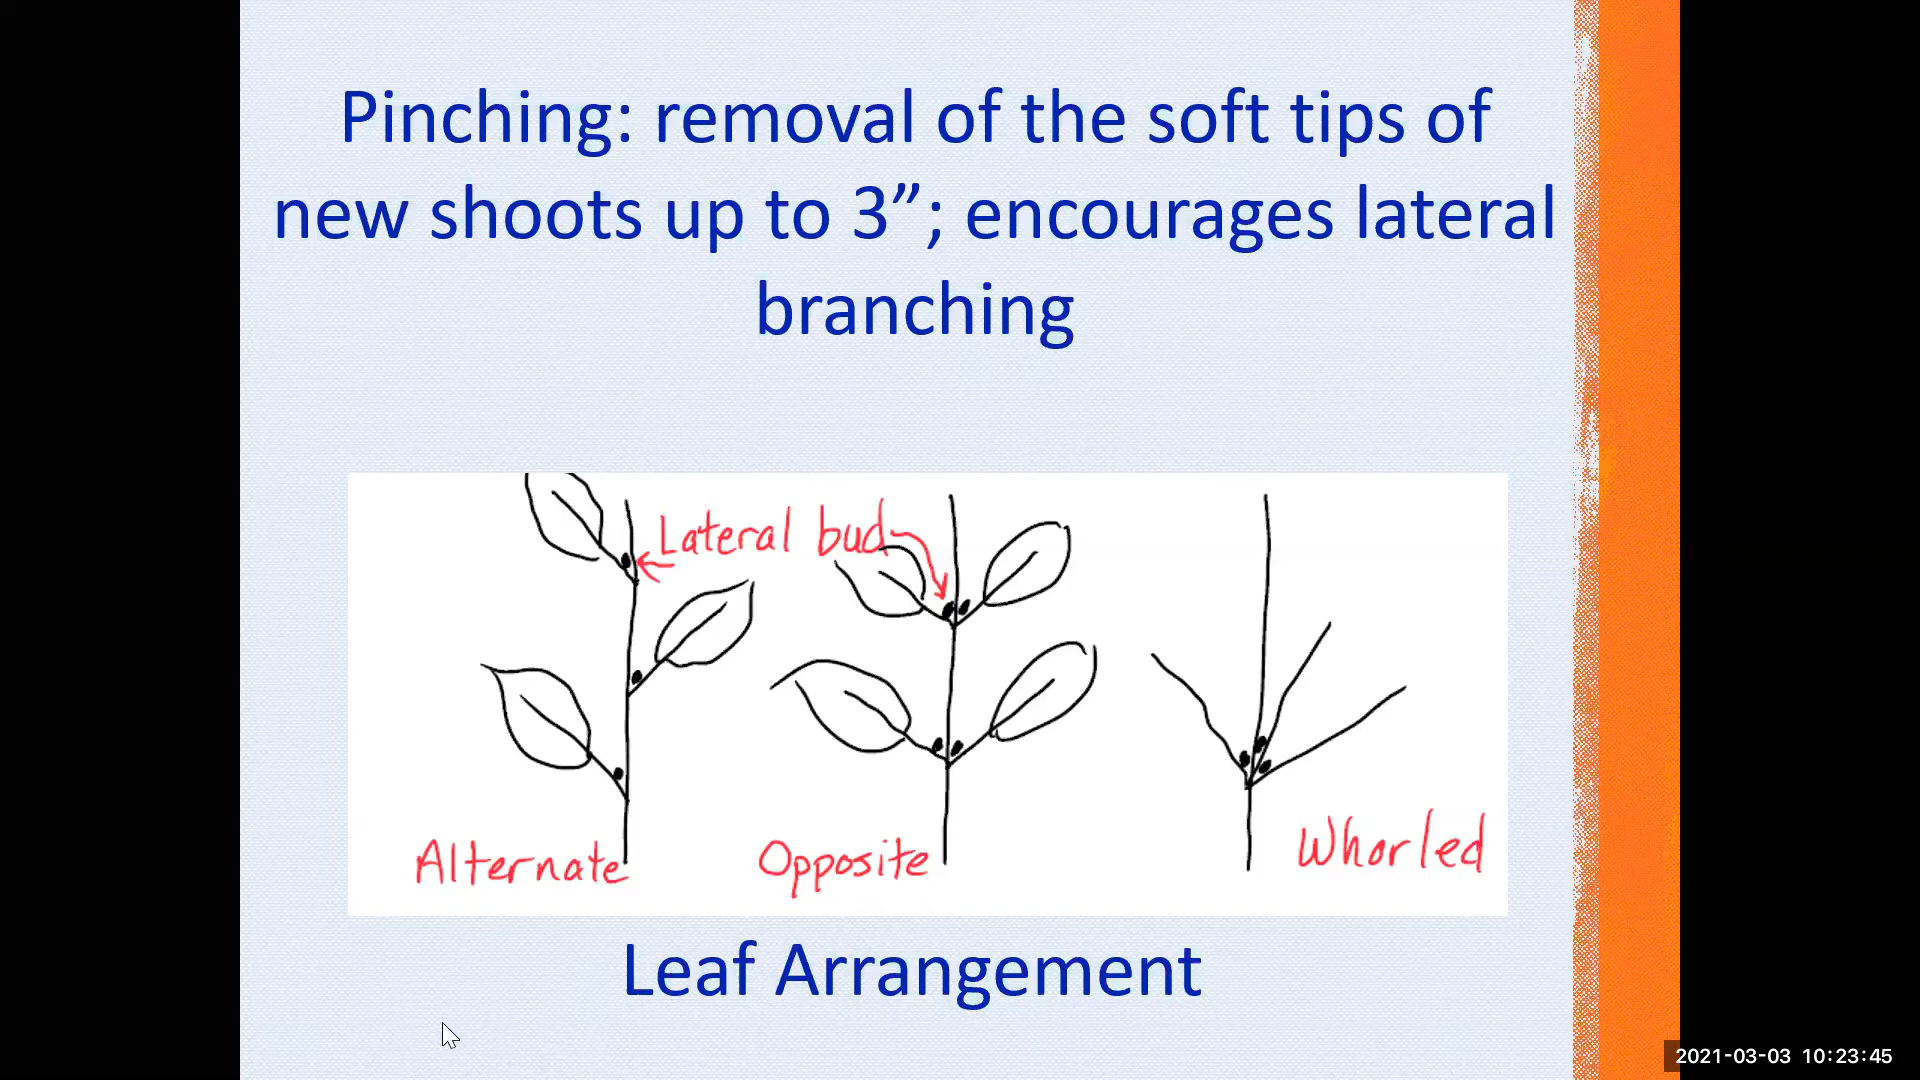 Pinching: removal of the soft tips of
new shoots up to 3”; encourages lateral
branching
Lateral bud
Alternate
Opposite
Whorled
Leaf Arrangement
2021-03-03 10:23:45